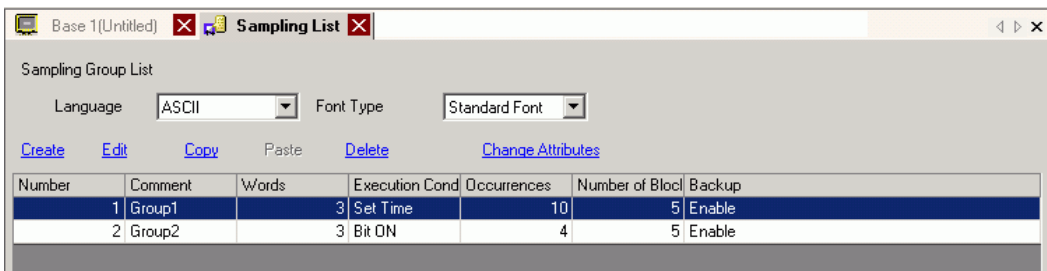 Base 1(Untitled) Sampling List
Sampling Group List
Language ASCII Font Type Standard Font
Create Edit Copy Paste Delete Change Attributes
Number Comment Words Execution Cond Occurrences Number of Blocl Backup
1 Group1 3 Set Time 10 5 Enable
2 Group2 3 Bit ON 4 5 Enable